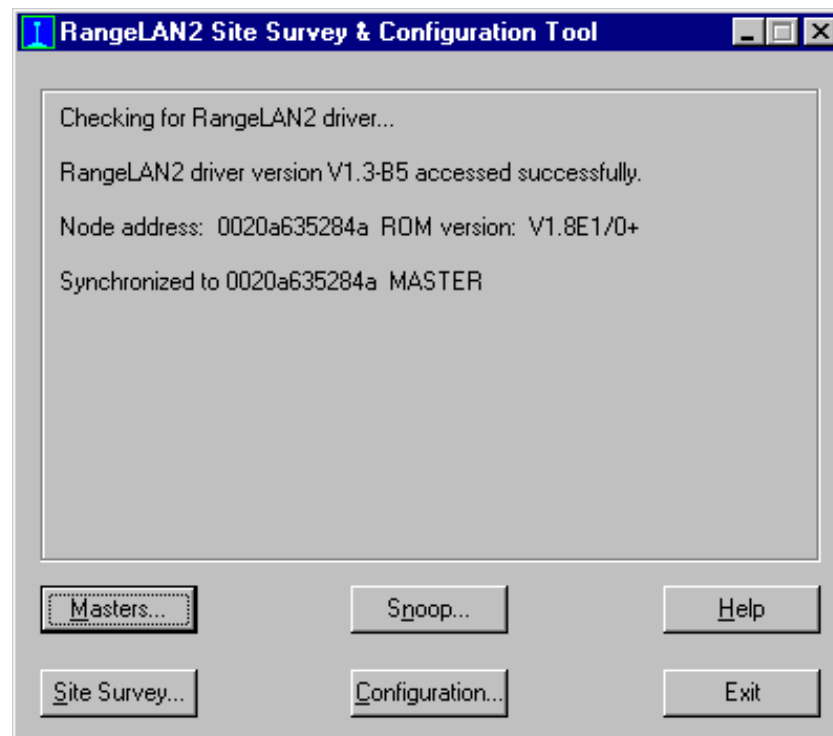 RangeLAN2 Site Survey & Configuration Tool
Checking for RangeLAN2 driver...
RangeLAN2 driver version V1.3-B5 accessed successfully.
Node address: 0020a635284a ROM version: V1.8E1/0+
Synchronized to 0020a635284a MASTER
Masters... Snoop... Help
Site Survey... Configuration... Exit